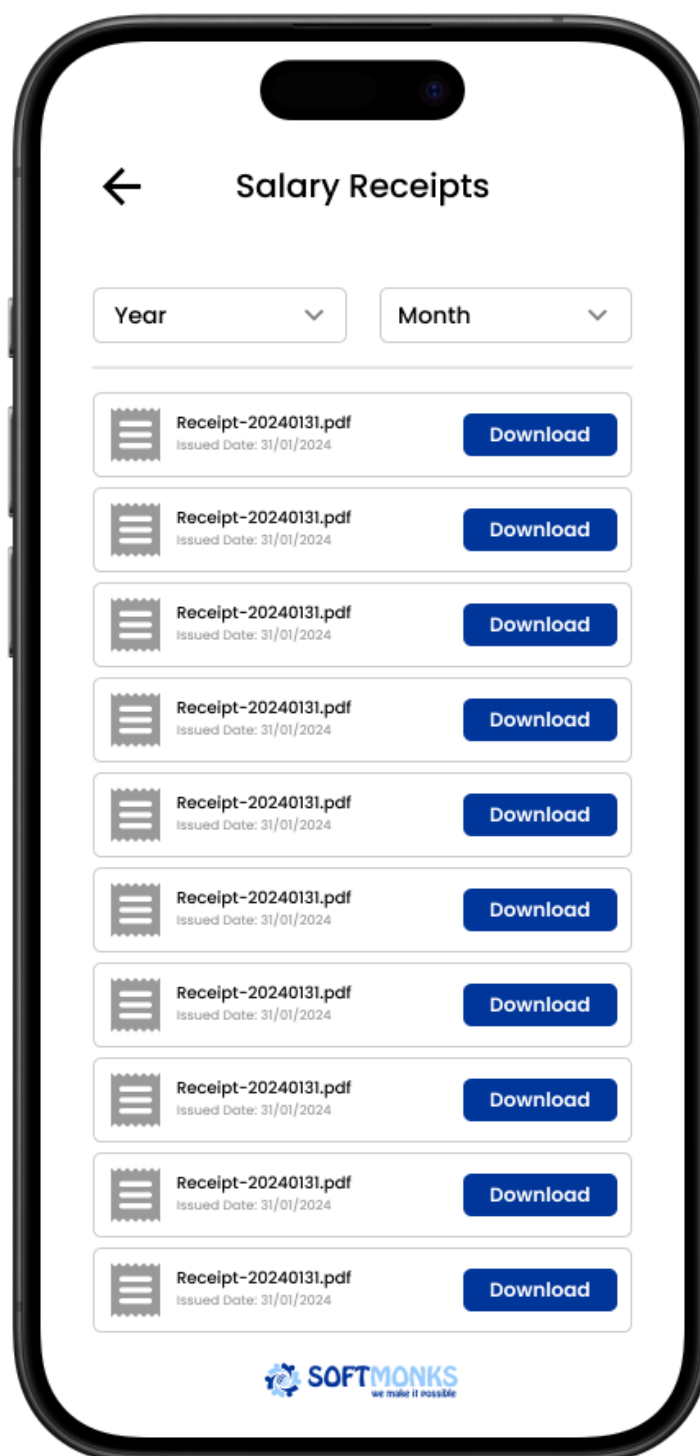 Salary Receipts
Year
Month
Receipt-20240131.pdf
Issued Date: 31/01/2024
Download
Receipt-20240131.pdf
Issued Date: 31/01/2024
Download
Receipt-20240131.pdf
Issued Date: 31/01/2024
Download
Receipt-20240131.pdf
Issued Date: 31/01/2024
Download
Receipt-20240131.pdf
Issued Date: 31/01/2024
Download
Receipt-20240131.pdf
Issued Date: 31/01/2024
Download
Receipt-20240131.pdf
Issued Date: 31/01/2024
Download
Receipt-20240131.pdf
Issued Date: 31/01/2024
Download
Receipt-20240131.pdf
Issued Date: 31/01/2024
Download
Receipt-20240131.pdf
Issued Date: 31/01/2024
Download
SOFTMONKS
we make it possible